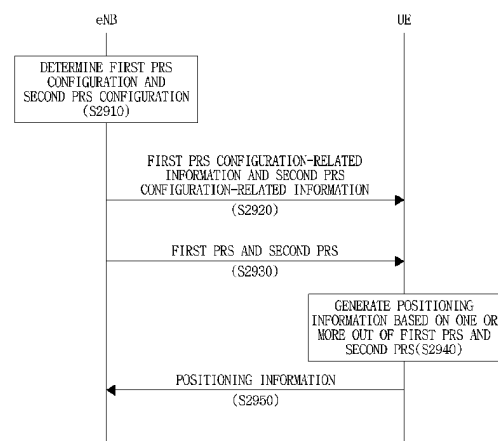 eNB
UE
DETERMINE FIRST PRS
CONFIGURATION AND
SECOND PRS CONFIGURATION
(S2910)
FIRST PRS CONFIGURATION-RELATED
INFORMATION AND SECOND PRS
CONFIGURATION-RELATED INFORMATION
(S2920)
FIRST PRS AND SECOND PRS
(S2930)
GENERATE POSITIONING
INFORMATION BASED ON ONE OR
MORE OUT OF FIRST PRS AND
SECOND PRS(S2940)
POSITIONING INFORMATION
(S2950)